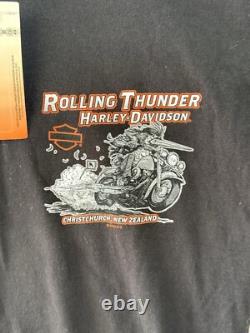 ROLLING THUNDER
HARLEY-DAVIDSON
CHRISTCHURCH, NEW ZEALAND